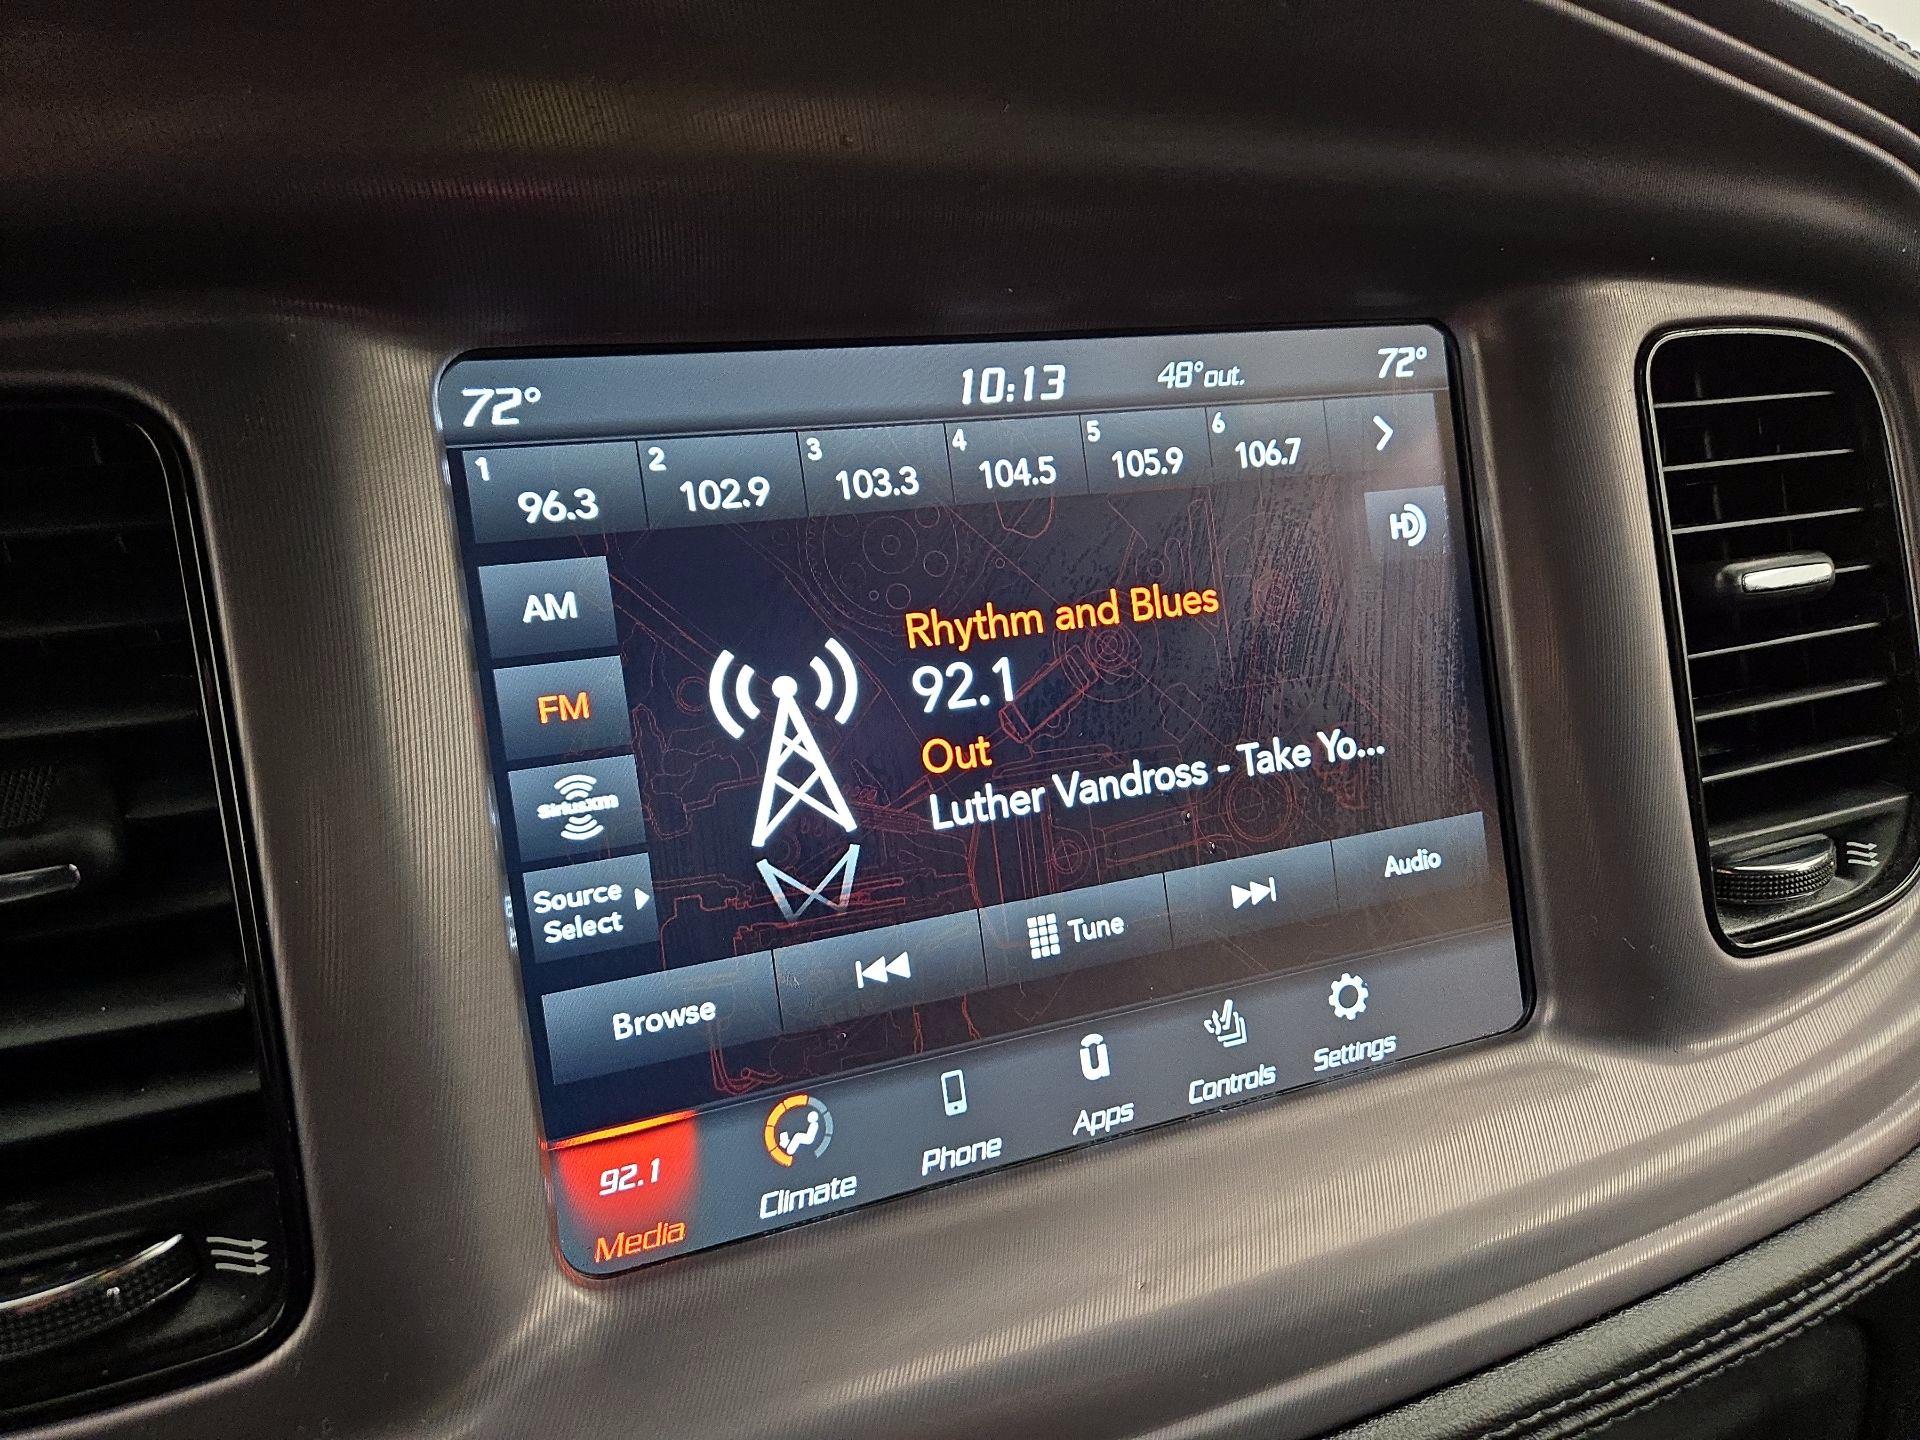 72° 10:13 48°out. 72°
1 96.3 2 102.9 3 103.3 4 104.5 5 105.9 6 106.7
HD
AM
Rhythm and Blues
92.1
FM
Out
Luther Vandross - Take Yo...
SiriusXM
Source
Select
Browse Tune Audio
92.1
Media Climate Phone Apps Controls Settings